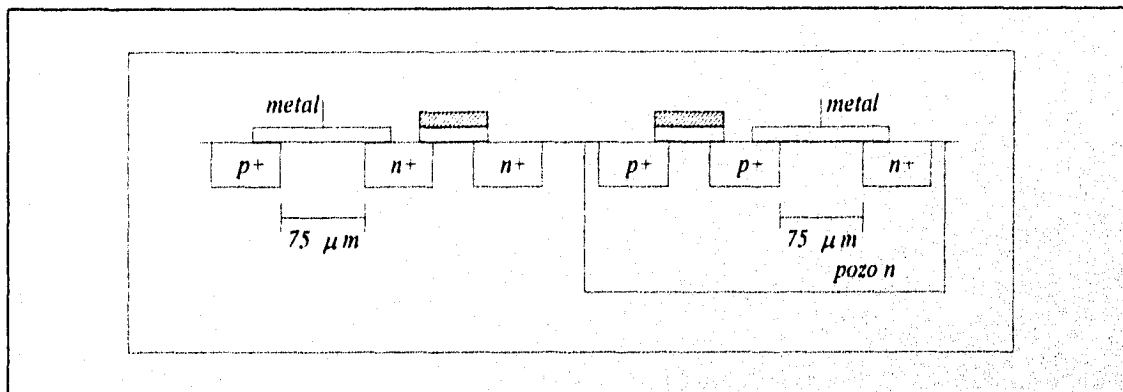 metal metal
p+ n+ n+ p+ p+ n+
75 μm 75 μm
pozo n